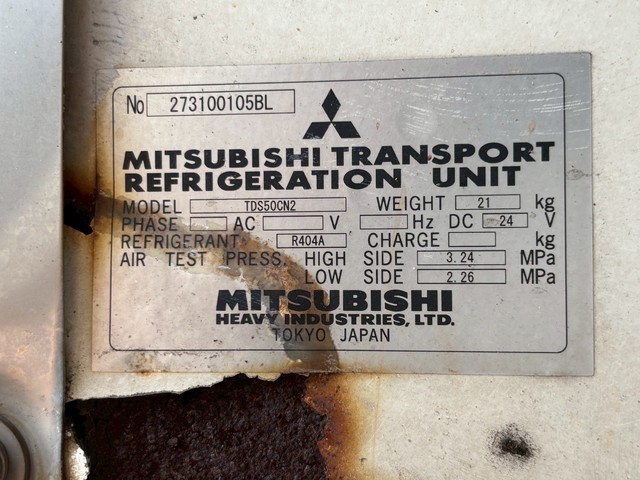 No 273100105BL
MITSUBISHI TRANSPORT
REFRIGERATION UNIT
MODEL TDS50CN2 WEIGHT 21 kg
PHASE AC V Hz DC 24 V
REFRIGERANT R404A CHARGE kg
AIR TEST PRESS. HIGH SIDE 3.24 MPa
LOW SIDE 2.26 MPa
MITSUBISHI
HEAVY INDUSTRIES, LTD.
TOKYO JAPAN